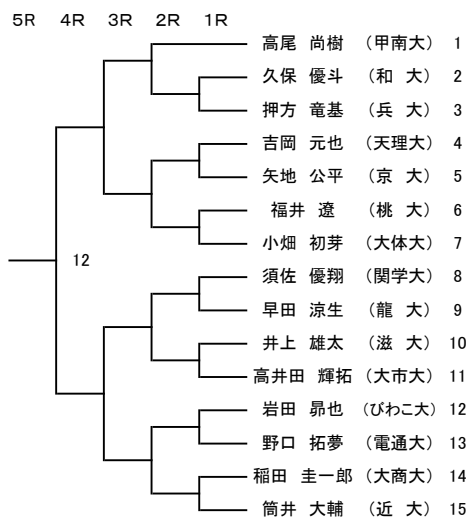 5R 4R 3R 2R 1R
高尾 尚樹 (甲南大) 1
久保 優斗 (和 大) 2
押方 竜基 (兵 大) 3
吉岡 元也 (天理大) 4
矢地 公平 (京 大) 5
福井 遼 (桃 大) 6
小畑 初芽 (大体大) 7
12
須佐 優翔 (関学大) 8
早田 涼生 (龍 大) 9
井上 雄太 (滋 大) 10
高井田 輝拓 (大市大) 11
岩田 昴也 (びわこ大) 12
野口 拓夢 (電通大) 13
稲田 圭一郎 (大商大) 14
筒井 大輔 (近 大) 15